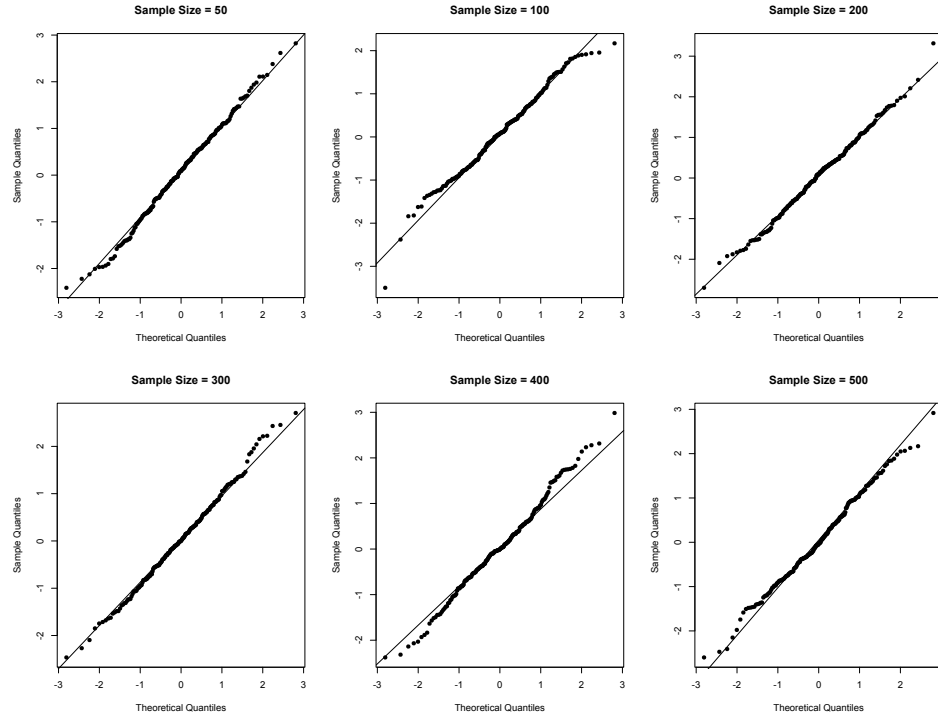 Sample Size = 50
Sample Size = 100
Sample Size = 200
Sample Quantiles
3
2
1
0
-1
-2
-3 -2 -1 0 1 2 3
Theoretical Quantiles
Sample Quantiles
2
1
0
-1
-2
-3
-3 -2 -1 0 1 2 3
Theoretical Quantiles
Sample Quantiles
3
2
1
0
-1
-2
-3 -2 -1 0 1 2
Theoretical Quantiles
Sample Size = 300
Sample Size = 400
Sample Size = 500
Sample Quantiles
2
1
0
-1
-2
-3 -2 -1 0 1 2 3
Theoretical Quantiles
Sample Quantiles
3
2
1
0
-1
-2
-3 -2 -1 0 1 2 3
Theoretical Quantiles
Sample Quantiles
3
2
1
0
-1
-2
-3 -2 -1 0 1 2
Theoretical Quantiles